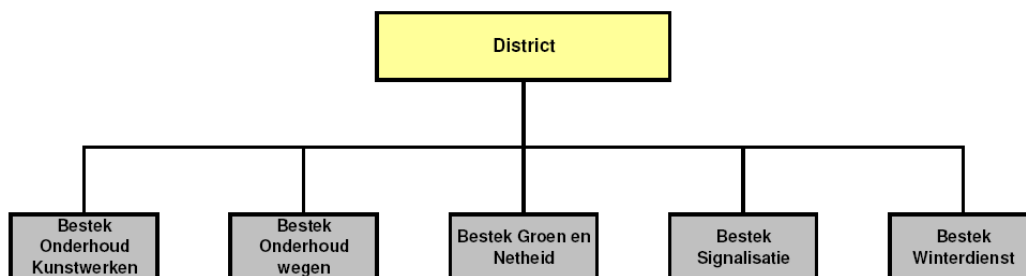 District
Bestek
Onderhoud
Kunstwerken
Bestek
Onderhoud
wegen
Bestek Groen en
Netheid
Bestek
Signalisatie
Bestek
Winterdienst